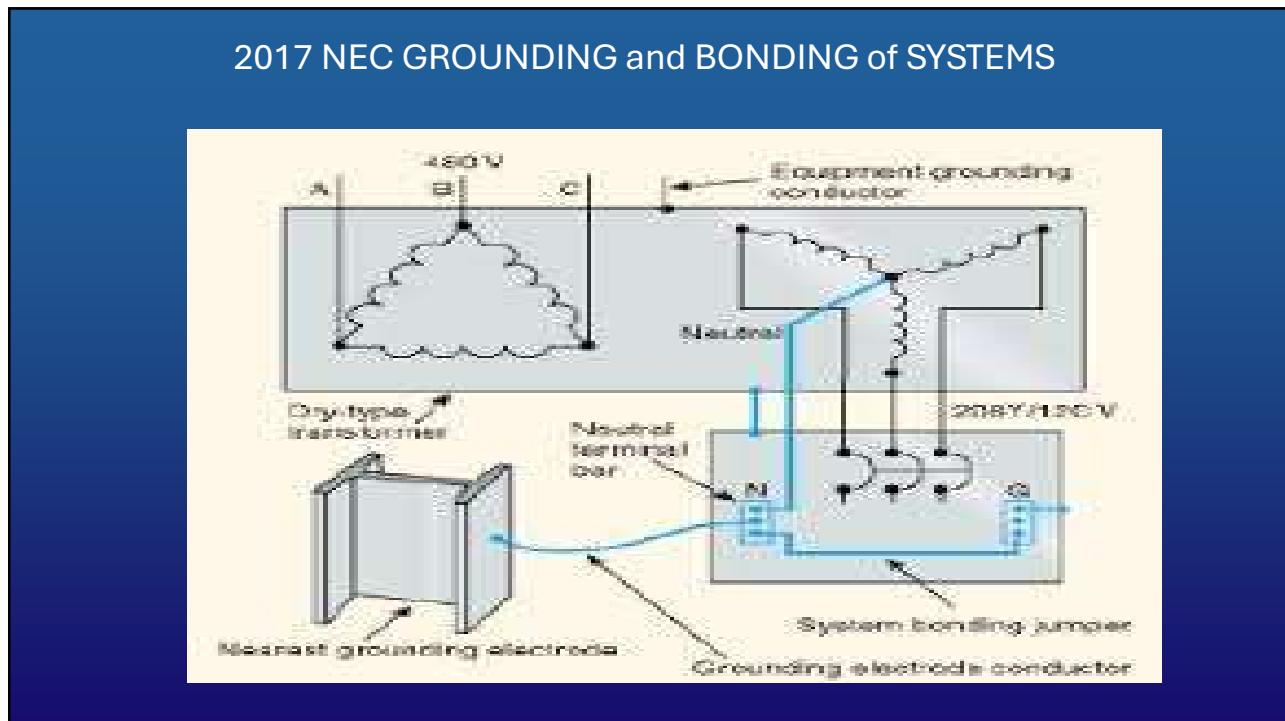 2017 NEC GROUNDING and BONDING of SYSTEMS
480 V
A B C
Equipment grounding
conductor
Neutral
Dry-type
transformer
208Y/120 V
Neutral
terminal
bar
N
G
System bonding jumper
Nearest grounding electrode
Grounding electrode conductor